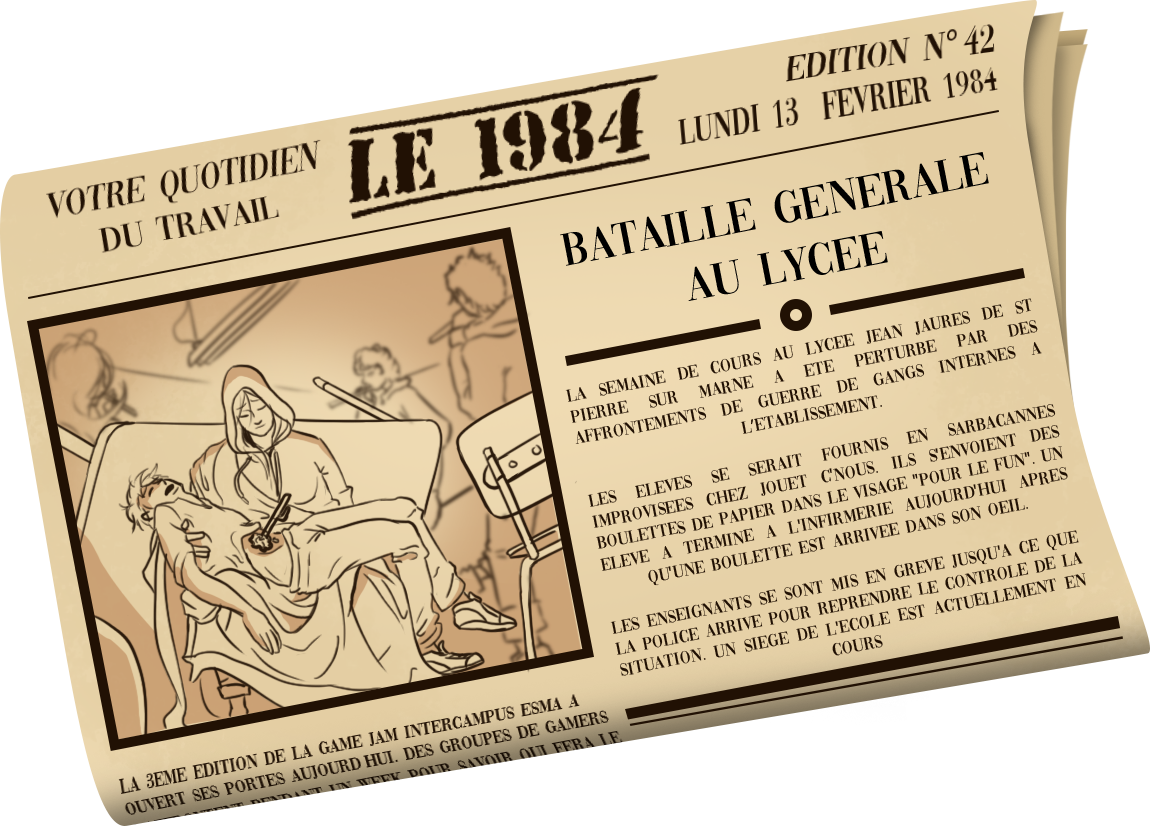 VOTRE QUOTIDIEN
DU TRAVAIL
LE 1984
EDITION N° 42
LUNDI 13 FEVRIER 1984
BATAILLE GENERALE
AU LYCEE
LA SEMAINE DE COURS AU LYCEE JEAN JAURES DE ST
PIERRE SUR MARNE A ETE PERTURBE PAR DES
AFFRONTEMENTS DE GUERRE DE GANGS INTERNES A
L'ETABLISSEMENT.
LES ELEVES SE SERAIT FOURNIS EN SARBACANNES
IMPROVISEES CHEZ JOUET C'NOUS. ILS S'ENVOIENT DES
BOULETTES DE PAPIER DANS LE VISAGE "POUR LE FUN". UN
ELEVE A TERMINE A L'INFIRMERIE AUJOURD'HUI APRES
QU'UNE BOULETTE EST ARRIVEE DANS SON OEIL.
LES ENSEIGNANTS SE SONT MIS EN GREVE JUSQU'A CE QUE
LA POLICE ARRIVE POUR REPRENDRE LE CONTROLE DE LA
SITUATION. UN SIEGE DE L'ECOLE EST ACTUELLEMENT EN
COURS
LA 3EME EDITION DE LA GAME JAM INTERCAMPUS ESMA A
OUVERT SES PORTES AUJOURD'HUI. DES GROUPES DE GAMERS
PENDANT UN WEEK POUR SAVOIR QUI FERA LE